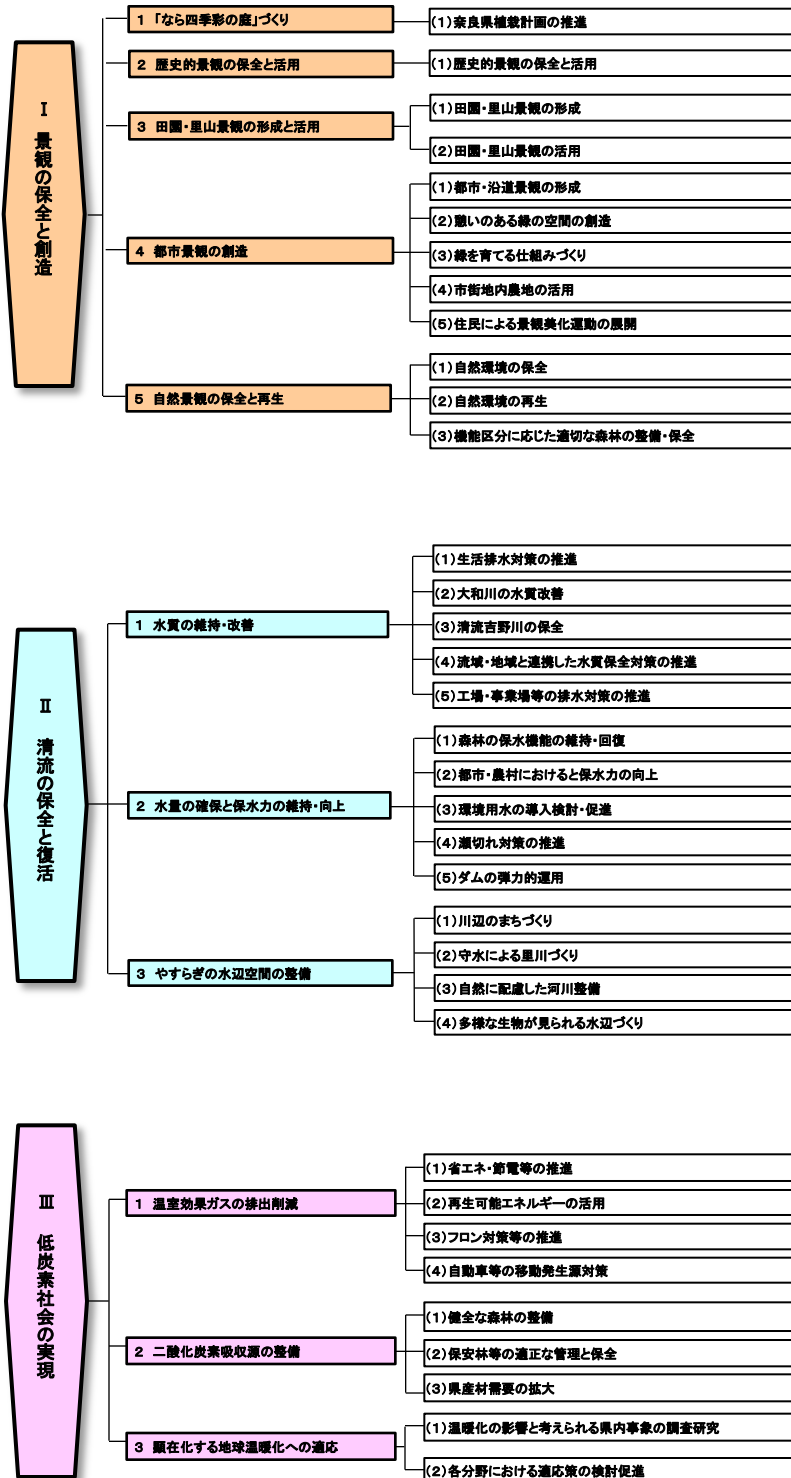 Ⅰ 景観の保全と創造
1 「なら四季彩の庭」づくり
(1)奈良県植栽計画の推進
2 歴史的景観の保全と活用
(1)歴史的景観の保全と活用
3 田園・里山景観の形成と活用
(1)田園・里山景観の形成
(2)田園・里山景観の活用
4 都市景観の創造
(1)都市・沿道景観の形成
(2)憩いのある緑の空間の創造
(3)緑を育てる仕組みづくり
(4)市街地内農地の活用
(5)住民による景観美化運動の展開
5 自然景観の保全と再生
(1)自然環境の保全
(2)自然環境の再生
(3)機能区分に応じた適切な森林の整備・保全
Ⅱ 清流の保全と復活
1 水質の維持・改善
(1)生活排水対策の推進
(2)大和川の水質改善
(3)清流吉野川の保全
(4)流域・地域と連携した水質保全対策の推進
(5)工場・事業場等の排水対策の推進
2 水量の確保と保水力の維持・向上
(1)森林の保水機能の維持・回復
(2)都市・農村におけると保水力の向上
(3)環境用水の導入検討・促進
(4)瀬切れ対策の推進
(5)ダムの弾力的運用
3 やすらぎの水辺空間の整備
(1)川辺のまちづくり
(2)守水による里川づくり
(3)自然に配慮した河川整備
(4)多様な生物が見られる水辺づくり
Ⅲ 低炭素社会の実現
1 温室効果ガスの排出削減
(1)省エネ・節電等の推進
(2)再生可能エネルギーの活用
(3)フロン対策等の推進
(4)自動車等の移動発生源対策
2 二酸化炭素吸収源の整備
(1)健全な森林の整備
(2)保安林等の適正な管理と保全
(3)県産材需要の拡大
3 顕在化する地球温暖化への適応
(1)温暖化の影響と考えられる県内事象の調査研究
(2)各分野における適応策の検討促進